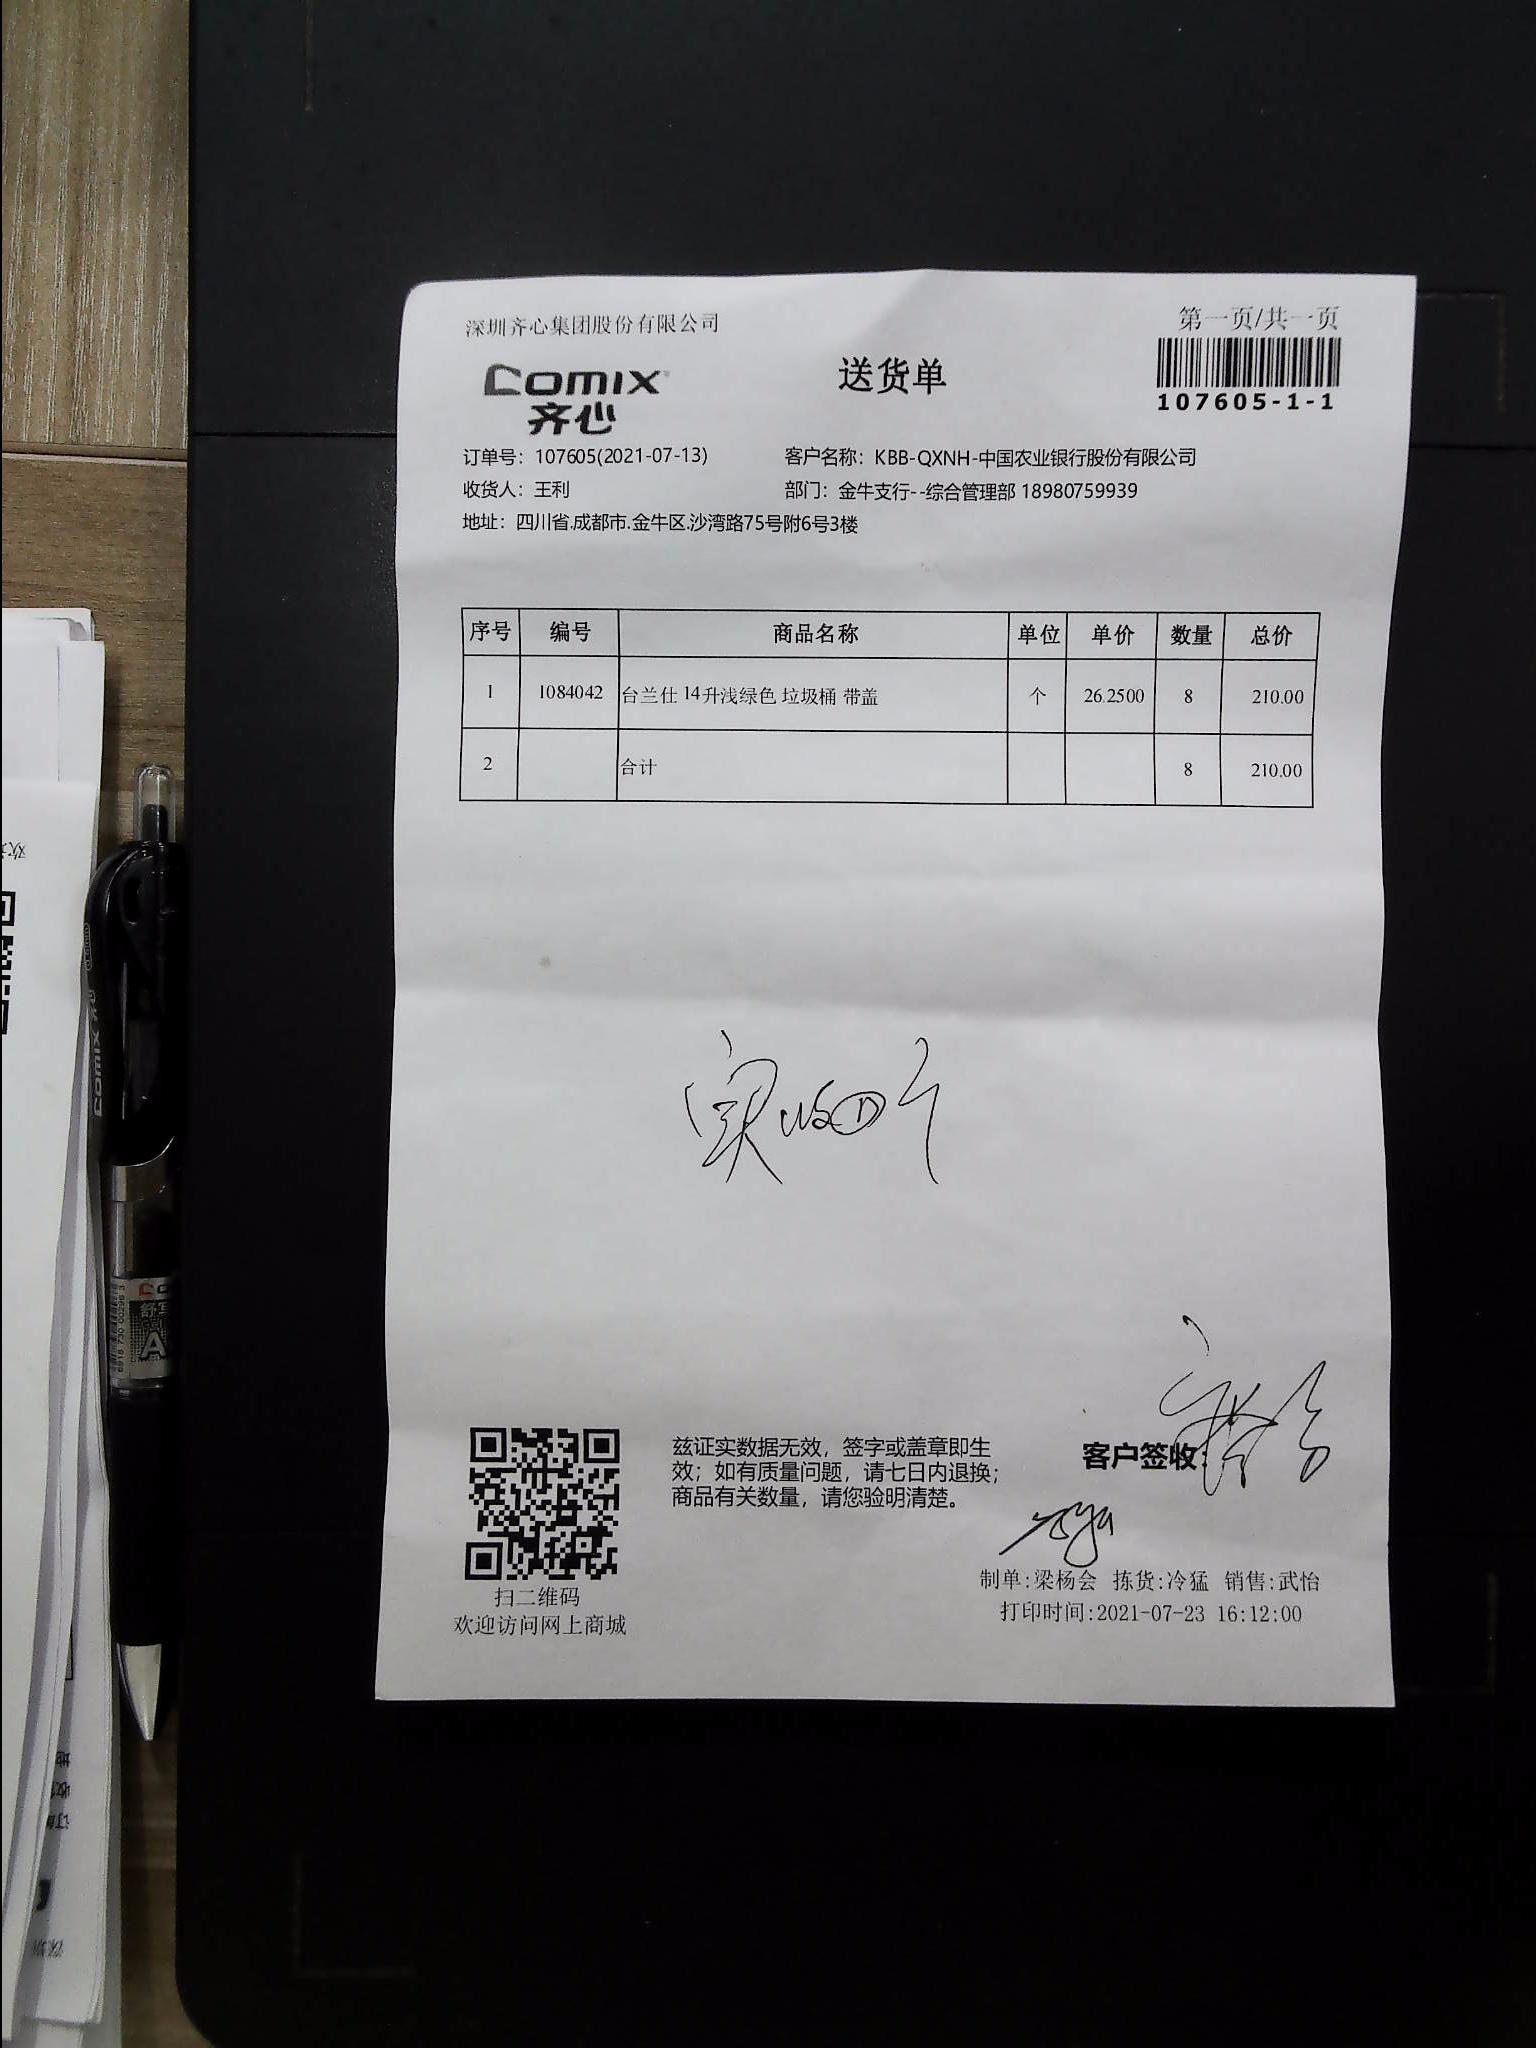 深圳齐心集团股份有限公司
第一页/共一页
COMIX
齐心
送货单
107605-1-1
订单号：107605(2021-07-13)
客户名称：KBB-QXNH-中国农业银行股份有限公司
收货人：王利
部门：金牛支行--综合管理部 18980759939
地址：四川省.成都市.金牛区.沙湾路75号附6号3楼
序号 编号 商品名称 单位 单价 数量 总价
1 1084042 台兰仕 14升浅绿色 垃圾桶 带盖 个 26.2500 8 210.00
2 合计 8 210.00
实收四个
兹证实数据无效，签字或盖章即生
效；如有质量问题，请七日内退换；
商品有关数量，请您验明清楚。
客户签收：
扫二维码
欢迎访问网上商城
制单:梁杨会 拣货:冷猛 销售:武怡
打印时间:2021-07-23 16:12:00
COMIX 齐心